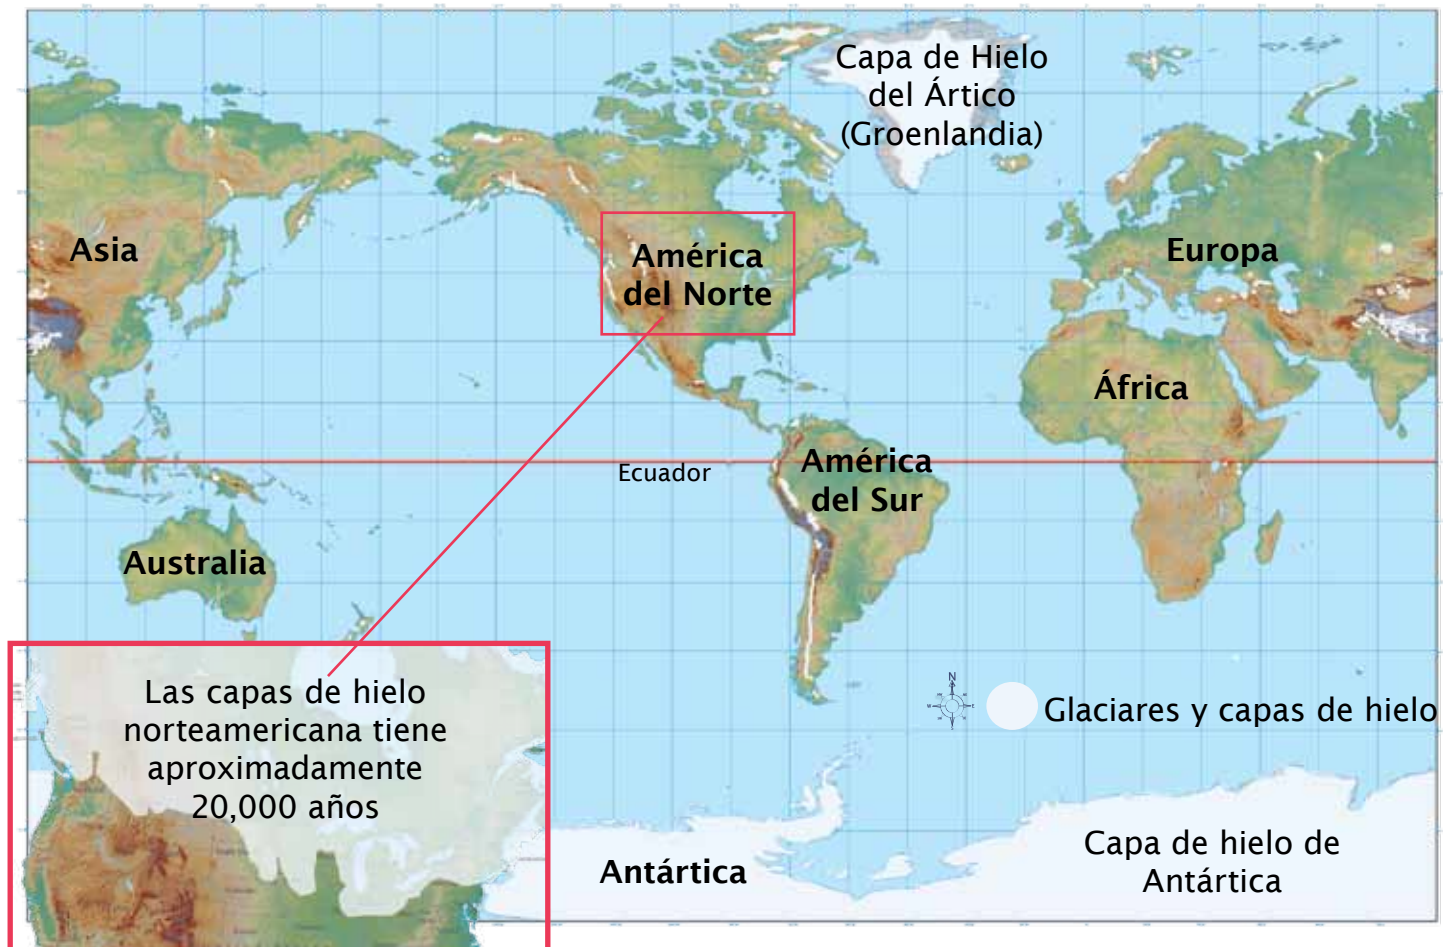 Capa de Hielo
del Ártico
(Groenlandia)
Asia
América
del Norte
Europa
África
Ecuador
América
del Sur
Australia
Las capas de hielo
norteamericana tiene
aproximadamente
20,000 años
N
Glaciares y capas de hielo
Antártica
Capa de hielo de
Antártica